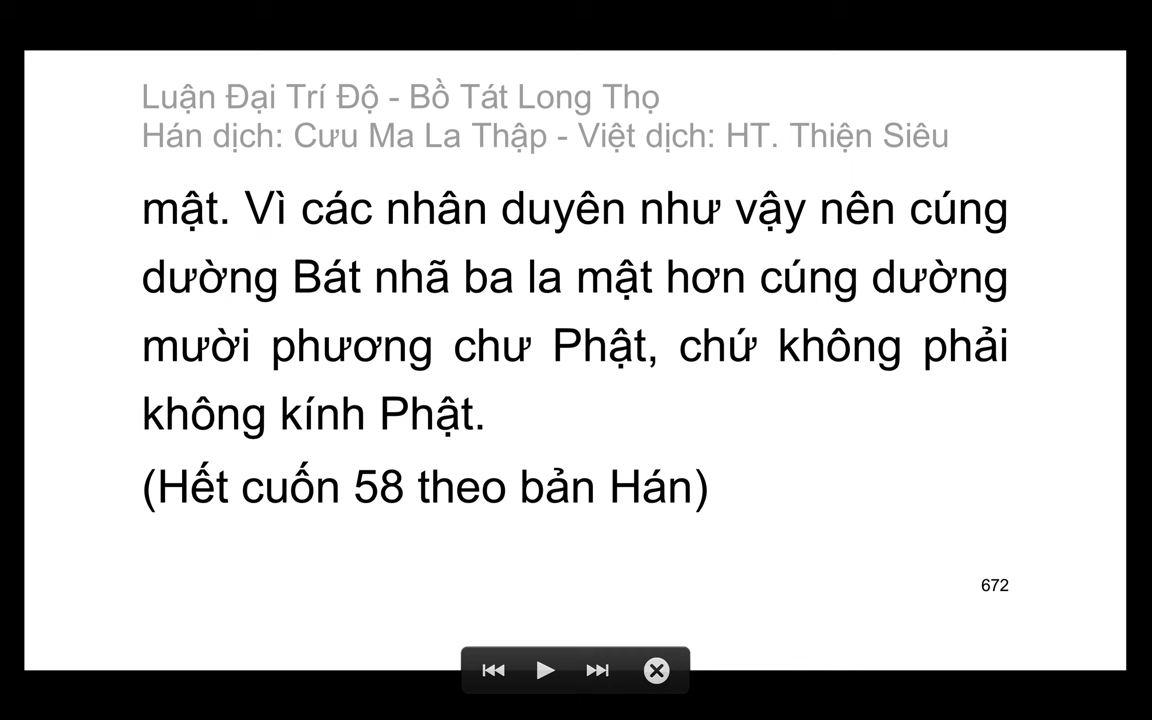 Luận Đại Trí Độ - Bồ Tát Long Thọ
Hán dịch: Cưu Ma La Thập - Việt dịch: HT. Thiện Siêu
mật. Vì các nhân duyên như vậy nên cúng
dường Bát nhã ba la mật hơn cúng dường
mười phương chư Phật, chứ không phải
không kính Phật.
(Hết cuốn 58 theo bản Hán)
672